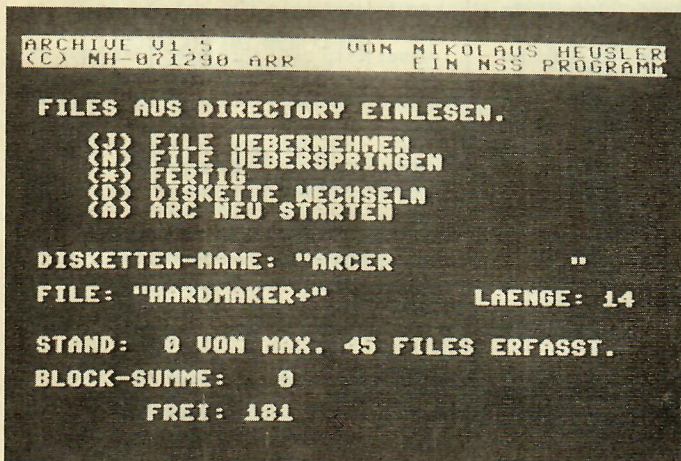 ARCHIVE V1.5 VON NIKOLAUS HEUSLER
(C) NH-071290 ARR EIN NSS PROGRAMM
FILES AUS DIRECTORY EINLESEN.
(J) FILE UEBERNEHMEN
(N) FILE UEBERSPRINGEN
(*) FERTIG
(D) DISKETTE WECHSELN
(A) ARC NEU STARTEN
DISKETTEN-NAME: "ARCER "
FILE: "HARDMAKER+" LAENGE: 14
STAND: 0 VON MAX. 45 FILES ERFASST.
BLOCK-SUMME: 0
FREI: 181